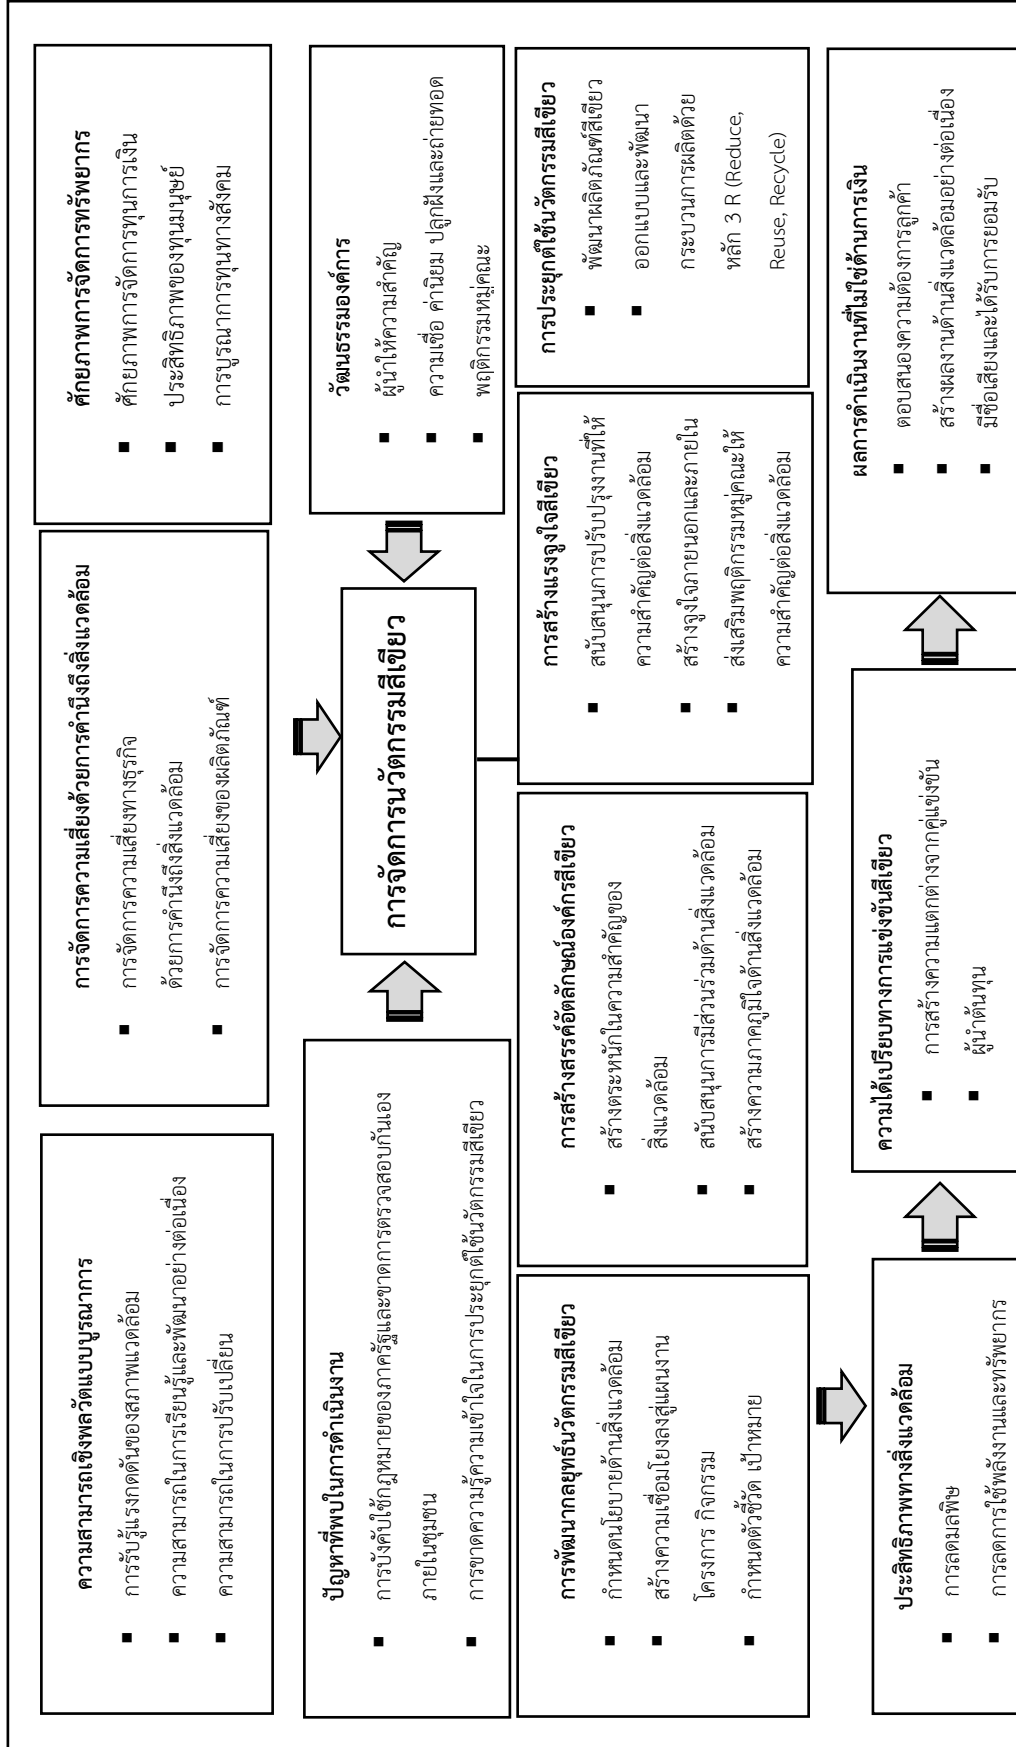 ความสามารถเชิงพลวัตแบบบูรณาการ
■ การรับรู้แรงกดดันของสภาพแวดล้อม
■ ความสามารถในการเรียนรู้และพัฒนาอย่างต่อเนื่อง
■ ความสามารถในการปรับเปลี่ยน
การจัดการความเสี่ยงด้วยการคำนึงถึงสิ่งแวดล้อม
■ การจัดการความเสี่ยงทางธุรกิจ
ด้วยการคำนึงถึงสิ่งแวดล้อม
■ การจัดการความเสี่ยงของผลิตภัณฑ์
ศักยภาพการจัดการทรัพยากร
■ ศักยภาพการจัดการทุนการเงิน
■ ประสิทธิภาพของทุนมนุษย์
■ การบูรณาการทุนทางสังคม
ปัญหาที่พบในการดำเนินงาน
■ การบังคับใช้กฎหมายของภาครัฐและขาดการตรวจสอบกันเอง
ภายในชุมชน
■ การขาดความรู้ความเข้าใจในการประยุกต์ใช้นวัตกรรมสีเขียว
การจัดการนวัตกรรมสีเขียว
วัฒนธรรมองค์การ
■ ผู้นำให้ความสำคัญ
■ ความเชื่อ ค่านิยม ปลูกฝังและถ่ายทอด
■ พฤติกรรมหมู่คณะ
การพัฒนากลยุทธ์นวัตกรรมสีเขียว
■ กำหนดนโยบายด้านสิ่งแวดล้อม
■ สร้างความเชื่อมโยงลงสู่แผนงาน
โครงการ กิจกรรม
■ กำหนดตัวชี้วัด เป้าหมาย
การสร้างสรรค์อัตลักษณ์องค์กรสีเขียว
■ สร้างตระหนักในความสำคัญของ
สิ่งแวดล้อม
■ สนับสนุนการมีส่วนร่วมด้านสิ่งแวดล้อม
■ สร้างความภาคภูมิใจด้านสิ่งแวดล้อม
การสร้างแรงจูงใจสีเขียว
■ สนับสนุนการปรับปรุงงานที่ให้
ความสำคัญต่อสิ่งแวดล้อม
■ สร้างจูงใจภายนอกและภายใน
■ ส่งเสริมพฤติกรรมหมู่คณะให้
ความสำคัญต่อสิ่งแวดล้อม
การประยุกต์ใช้นวัตกรรมสีเขียว
■ พัฒนาผลิตภัณฑ์สีเขียว
■ ออกแบบและพัฒนา
กระบวนการผลิตด้วย
หลัก 3 R (Reduce,
Reuse, Recycle)
ประสิทธิภาพทางสิ่งแวดล้อม
■ การลดมลพิษ
■ การลดการใช้พลังงานและทรัพยากร
ความได้เปรียบทางการแข่งขันสีเขียว
■ การสร้างความแตกต่างจากคู่แข่งขัน
■ ผู้นำต้นทุน
ผลการดำเนินงานที่ไม่ใช่ด้านการเงิน
■ ตอบสนองความต้องการลูกค้า
■ สร้างผลงานด้านสิ่งแวดล้อมอย่างต่อเนื่อง
■ มีชื่อเสียงและได้รับการยอมรับ